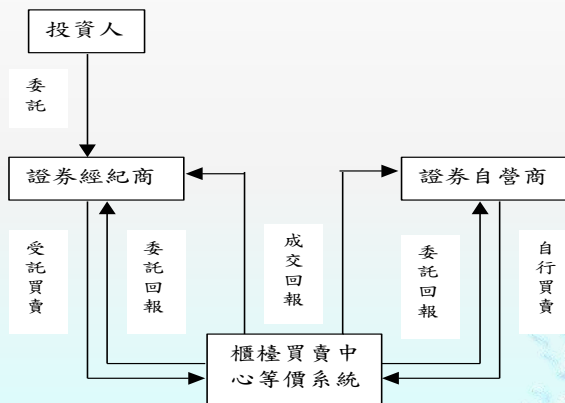 投資人
委託
證券經紀商
證券自營商
受託買賣
委託回報
成交回報
委託回報
自行買賣
櫃檯買賣中
心等價系統